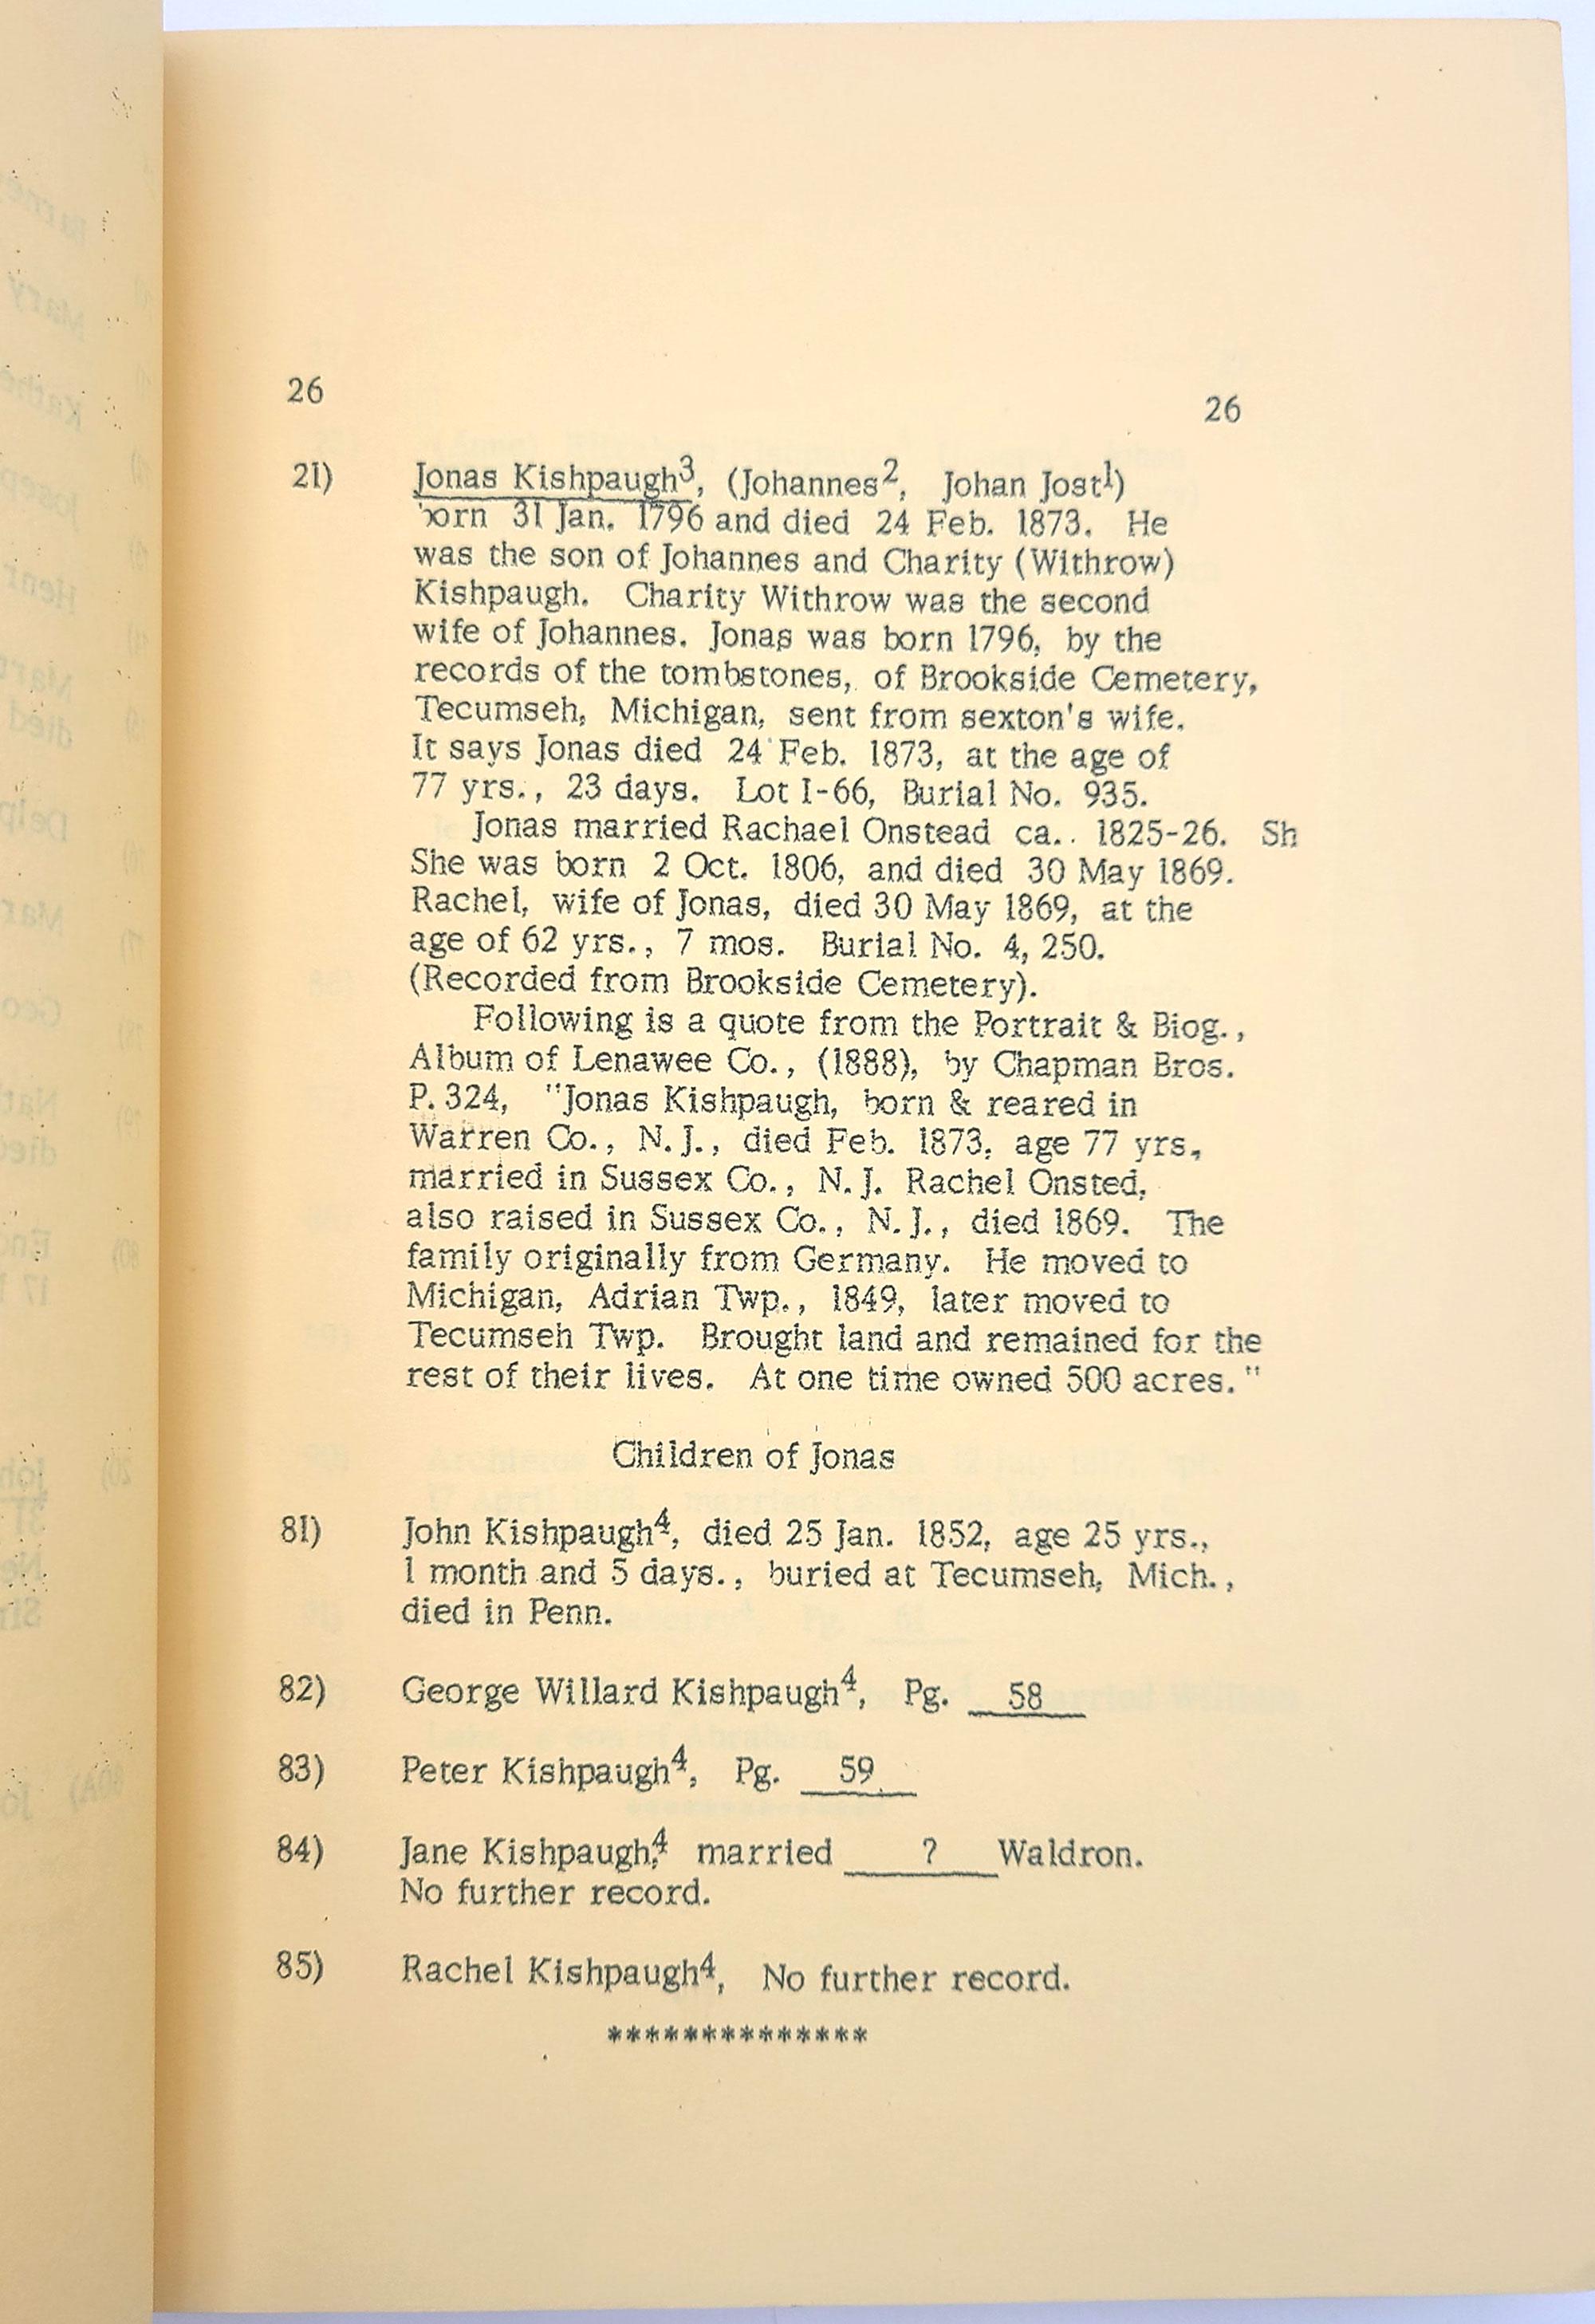 26
26
21) Jonas Kishpaugh3, (Johannes2, Johan Jost1)
born 31 Jan. 1796 and died 24 Feb. 1873. He
was the son of Johannes and Charity (Withrow)
Kishpaugh. Charity Withrow was the second
wife of Johannes. Jonas was born 1796, by the
records of the tombstones, of Brookside Cemetery,
Tecumseh, Michigan, sent from sexton's wife.
It says Jonas died 24 Feb. 1873, at the age of
77 yrs., 23 days. Lot I-66, Burial No. 935.
Jonas married Rachael Onstead ca.. 1825-26. Sh
She was born 2 Oct. 1806, and died 30 May 1869.
Rachel, wife of Jonas, died 30 May 1869, at the
age of 62 yrs., 7 mos. Burial No. 4, 250.
(Recorded from Brookside Cemetery).
Following is a quote from the Portrait & Biog.,
Album of Lenawee Co., (1888), by Chapman Bros.
P. 324, "Jonas Kishpaugh, born & reared in
Warren Co., N. J., died Feb. 1873, age 77 yrs,
married in Sussex Co., N. J. Rachel Onsted,
also raised in Sussex Co., N. J., died 1869. The
family originally from Germany. He moved to
Michigan, Adrian Twp., 1849, later moved to
Tecumseh Twp. Brought land and remained for the
rest of their lives. At one time owned 500 acres."
Children of Jonas
81) John Kishpaugh4, died 25 Jan. 1852, age 25 yrs.,
1 month and 5 days., buried at Tecumseh, Mich.,
died in Penn.
82) George Willard Kishpaugh4, Pg. 58
83) Peter Kishpaugh4, Pg. 59
84) Jane Kishpaugh,4 married ? Waldron.
No further record.
85) Rachel Kishpaugh4, No further record.
**************